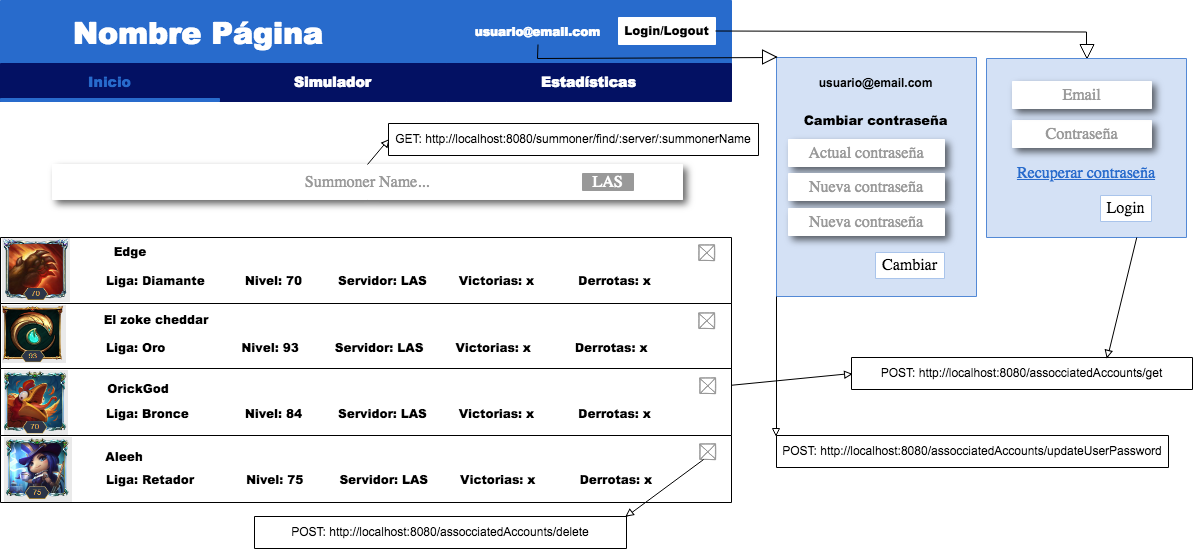 Nombre Página
usuario@email.com
Login/Logout
Inicio
Simulador
Estadísticas
GET: http://localhost:8080/summoner/find/:server/:summonerName
Summoner Name...
LAS
Edge
Liga: Diamante Nivel: 70 Servidor: LAS Victorias: x Derrotas: x
70
El zoke cheddar
Liga: Oro Nivel: 93 Servidor: LAS Victorias: x Derrotas: x
93
OrickGod
Liga: Bronce Nivel: 84 Servidor: LAS Victorias: x Derrotas: x
70
Aleeh
Liga: Retador Nivel: 75 Servidor: LAS Victorias: x Derrotas: x
75
POST: http://localhost:8080/assocciatedAccounts/delete
usuario@email.com
Cambiar contraseña
Actual contraseña
Nueva contraseña
Nueva contraseña
Cambiar
Email
Contraseña
Recuperar contraseña
Login
POST: http://localhost:8080/assocciatedAccounts/get
POST: http://localhost:8080/assocciatedAccounts/updateUserPassword